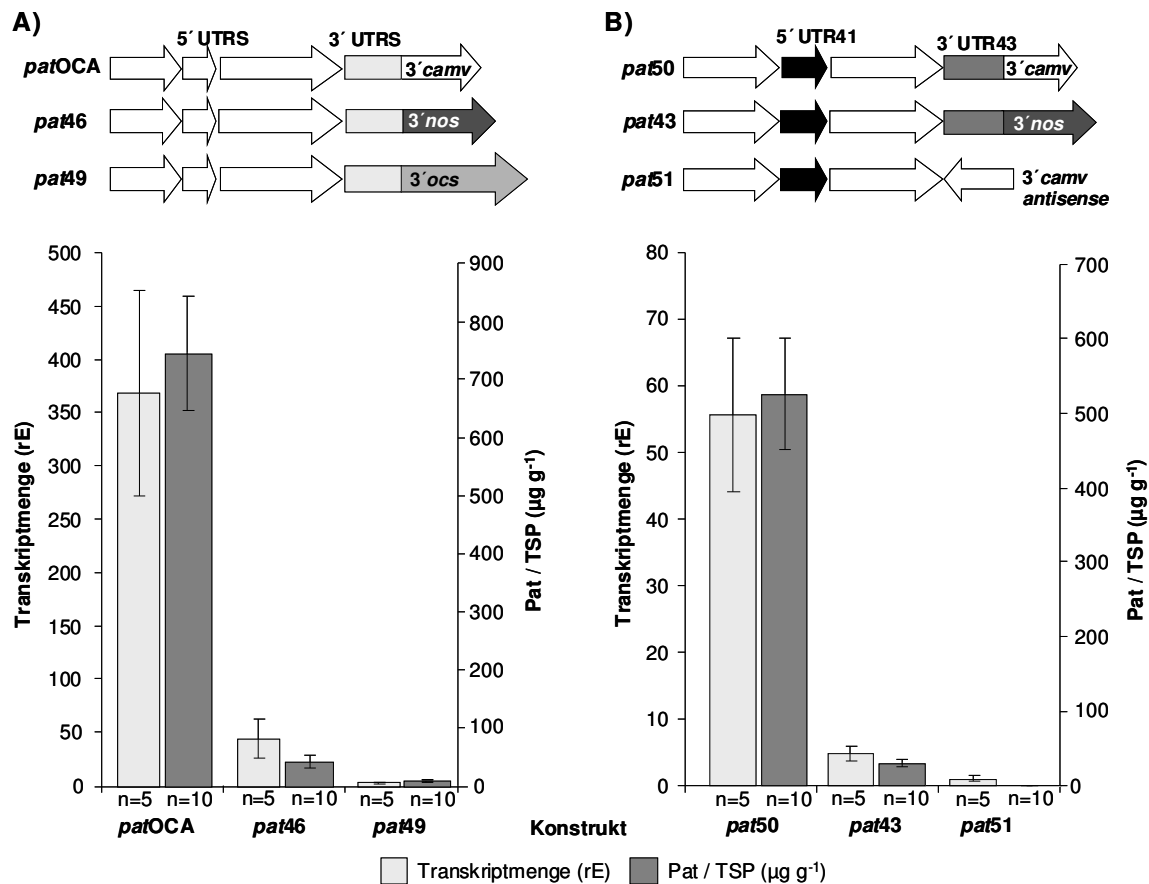 A)
5´ UTRS 3´ UTRS
patOCA 3´camv
pat46 3´nos
pat49 3´ocs
B)
5´ UTR41 3´ UTR43
pat50 3´camv
pat43 3´nos
pat51 3´camv
antisense
Transkriptmenge (rE)
500
450
400
350
300
250
200
150
100
50
0
900
800
700
600
500
400
300
200
100
0
Pat / TSP (µg g-1)
n=5 n=10 n=5 n=10 n=5 n=10
patOCA pat46 pat49
Transkriptmenge (rE)
80
70
60
50
40
30
20
10
0
700
600
500
400
300
200
100
0
Pat / TSP (µg g-1)
n=5 n=10 n=5 n=10 n=5 n=10
pat50 pat43 pat51
Konstrukt
Transkriptmenge (rE) Pat / TSP (µg g-1)